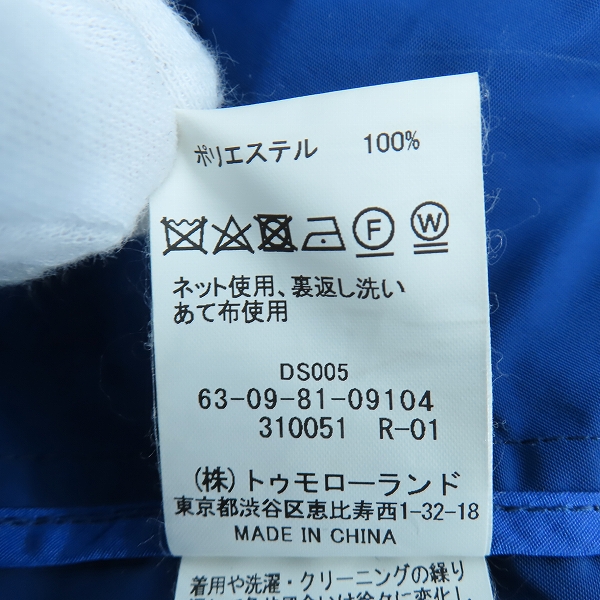 ポリエステル 100%
F W
ネット使用、裏返し洗い
あて布使用
DS005
63-09-81-09104
310051 R-01
(株)トゥモローランド
東京都渋谷区恵比寿西1-32-18
MADE IN CHINA
着用や洗濯・クリーニングの繰り